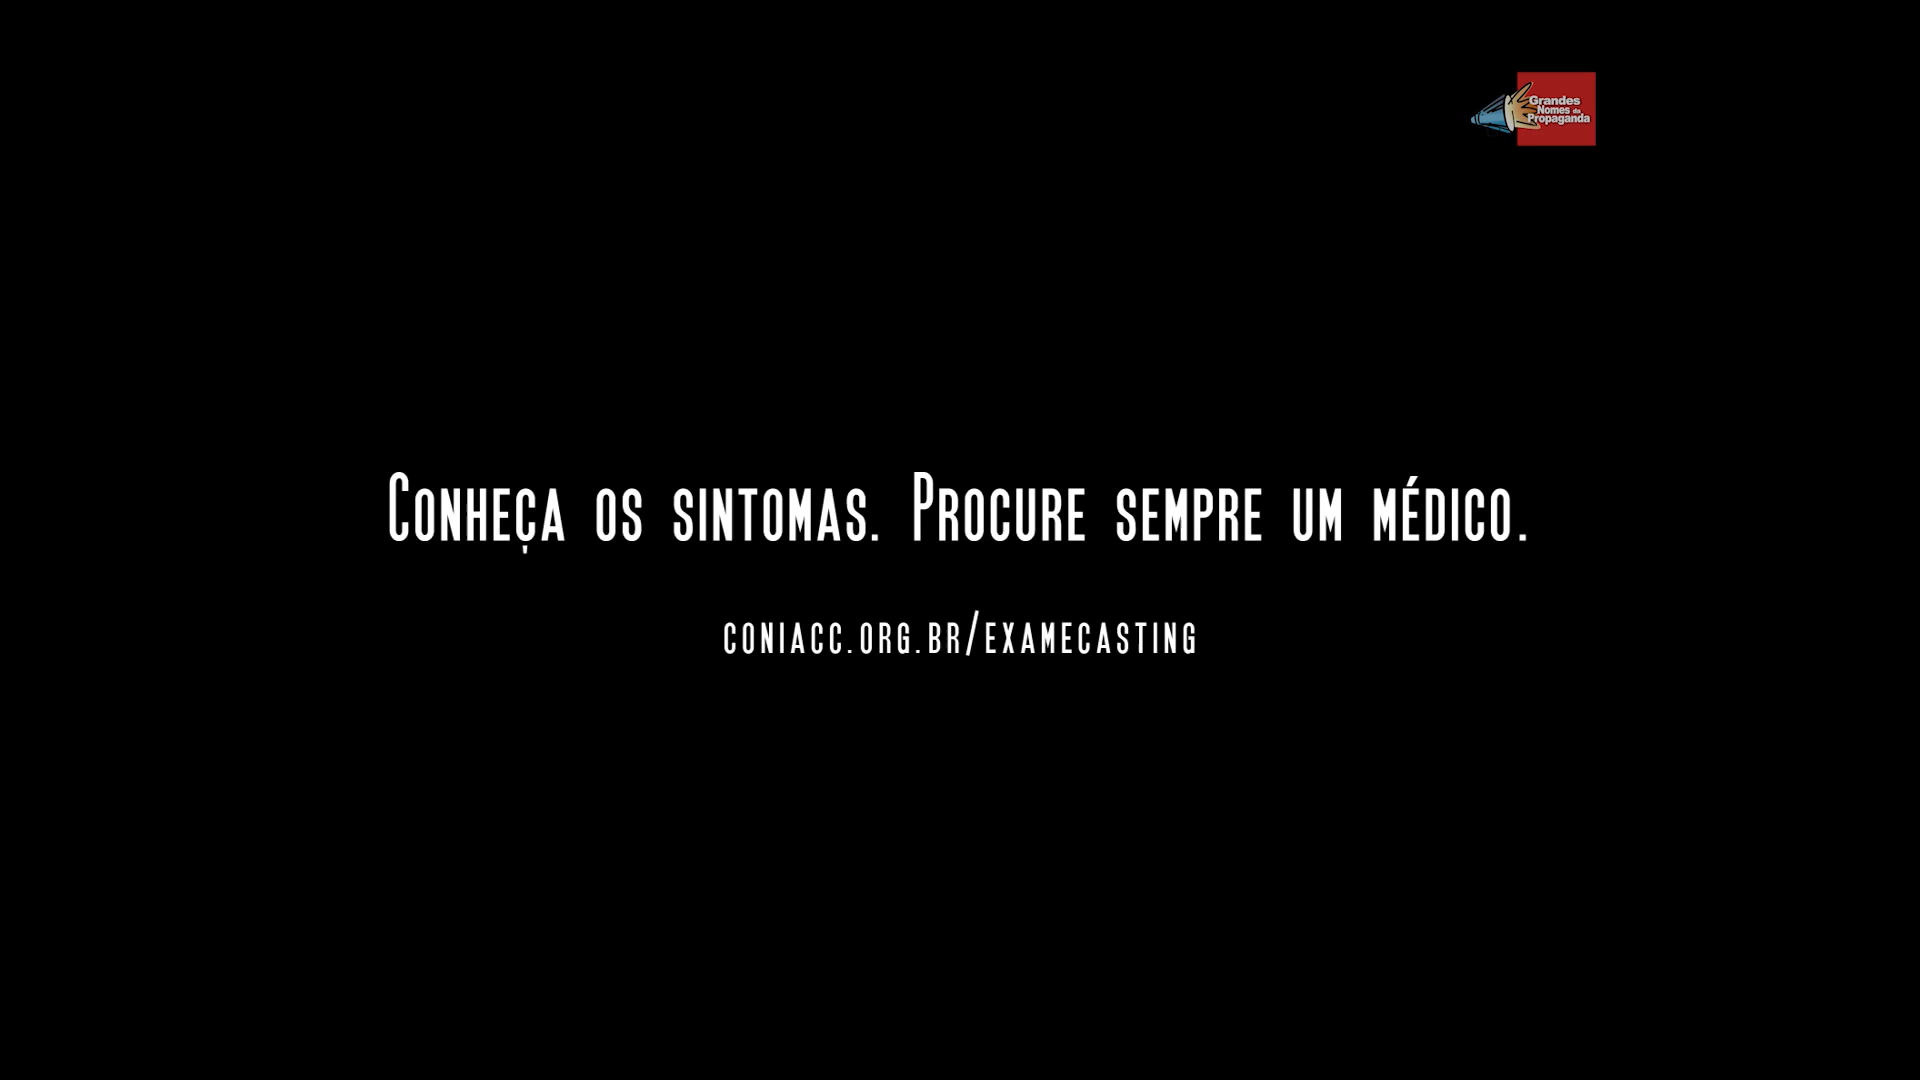 Grandes
Nomes da
Propaganda
Conheça os sintomas. Procure sempre um médico.
coniacc.org.br/examecasting